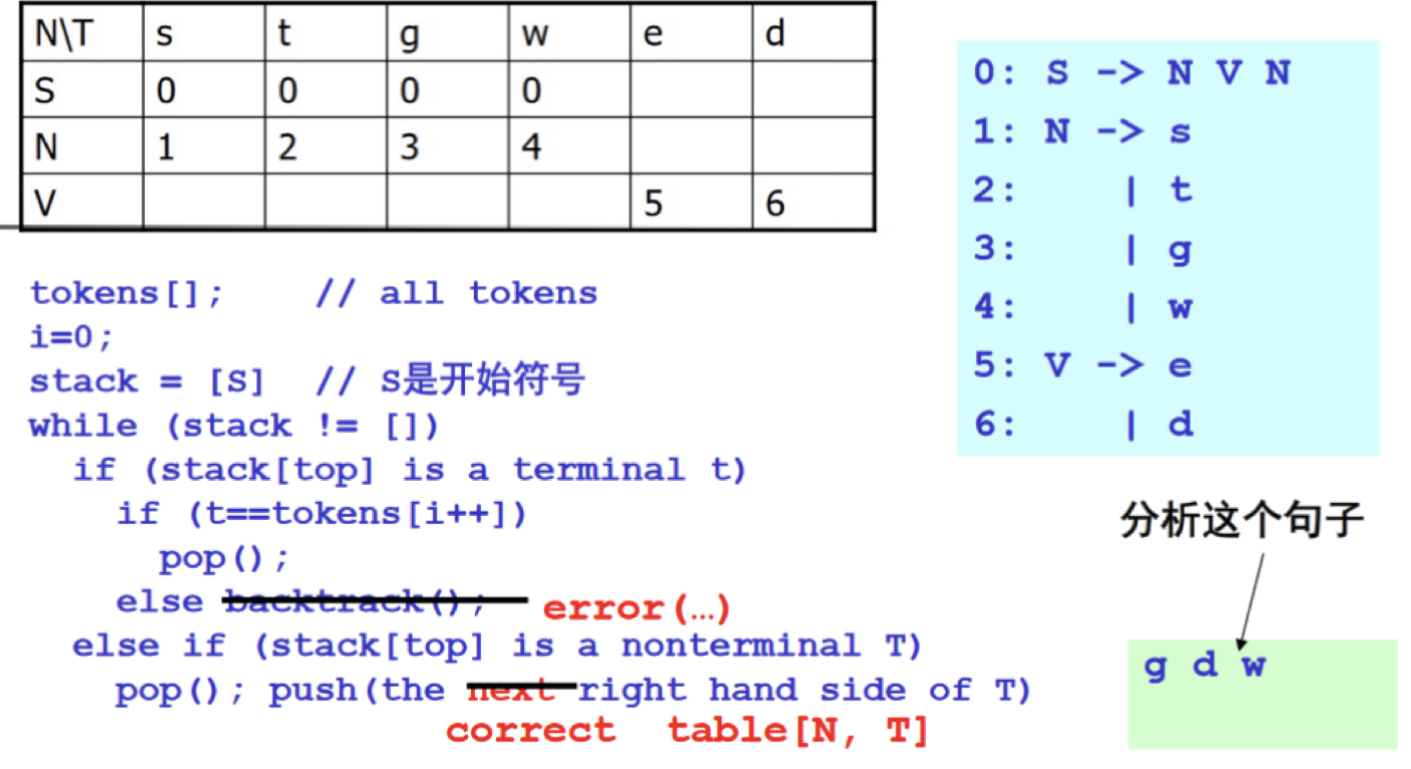 N\T s t g w e d
S 0 0 0 0
N 1 2 3 4
V 5 6
tokens[]; // all tokens
i=0;
stack = [S] // S是开始符号
while (stack != [])
if (stack[top] is a terminal t)
if (t==tokens[i++])
pop();
else backtrack(); error(…)
else if (stack[top] is a nonterminal T)
pop(); push(the next right hand side of T)
correct table[N, T]
0: S -> N V N
1: N -> s
2: | t
3: | g
4: | w
5: V -> e
6: | d
分析这个句子
g d w